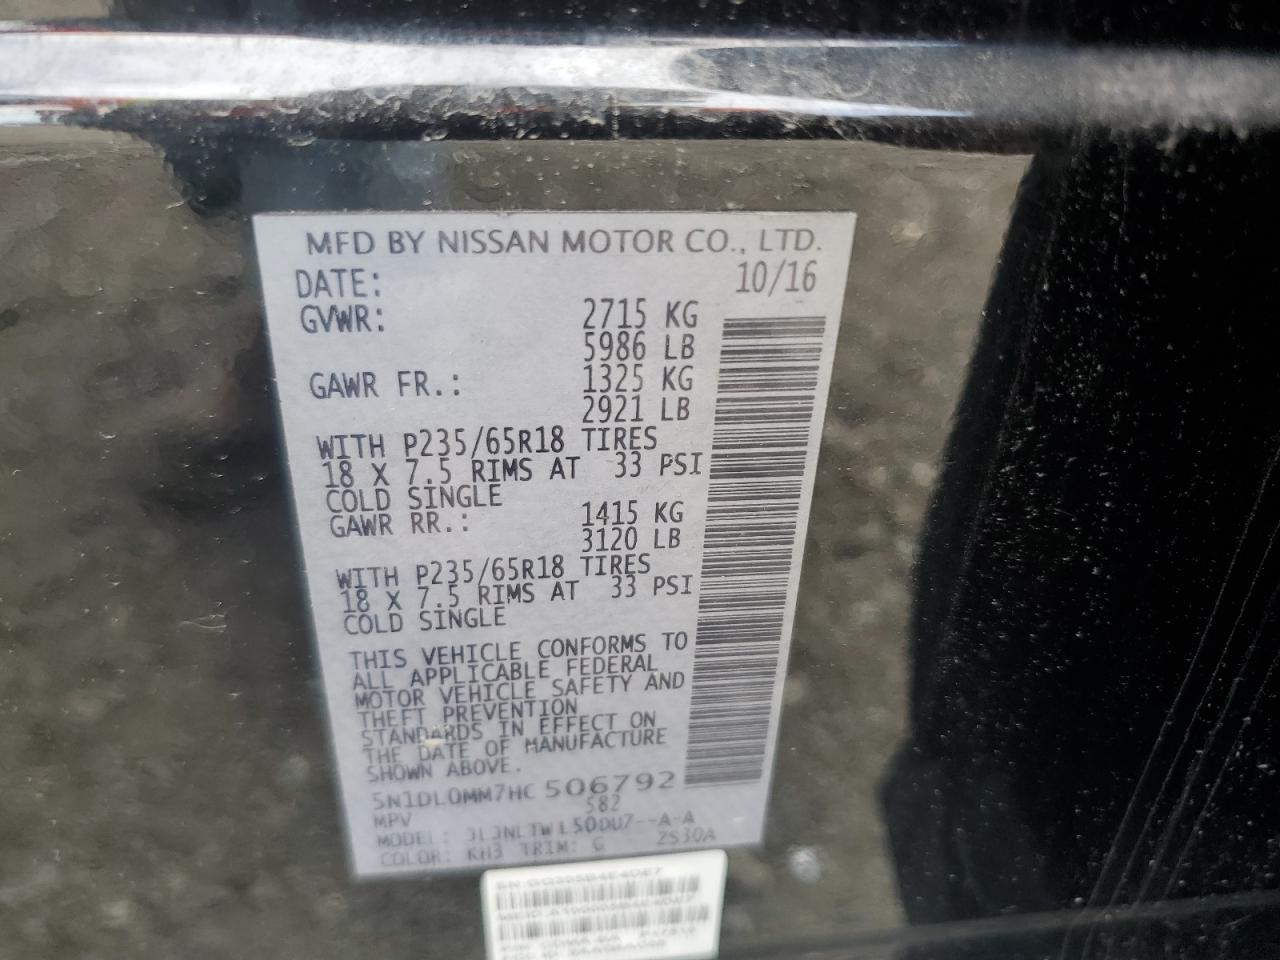 MFD BY NISSAN MOTOR CO., LTD.
DATE: 10/16
GVWR: 2715 KG
5986 LB
GAWR FR.: 1325 KG
2921 LB
WITH P235/65R18 TIRES
18 X 7.5 RIMS AT 33 PSI
COLD SINGLE
GAWR RR.: 1415 KG
3120 LB
WITH P235/65R18 TIRES
18 X 7.5 RIMS AT 33 PSI
COLD SINGLE
THIS VEHICLE CONFORMS TO
ALL APPLICABLE FEDERAL
MOTOR VEHICLE SAFETY AND
THEFT PREVENTION
STANDARDS IN EFFECT ON
THE DATE OF MANUFACTURE
SHOWN ABOVE.
5N1DL0MM7HC 506792
MPV 582
MODEL: A-A
COLOR: KH3 TRIM: G 2S30A